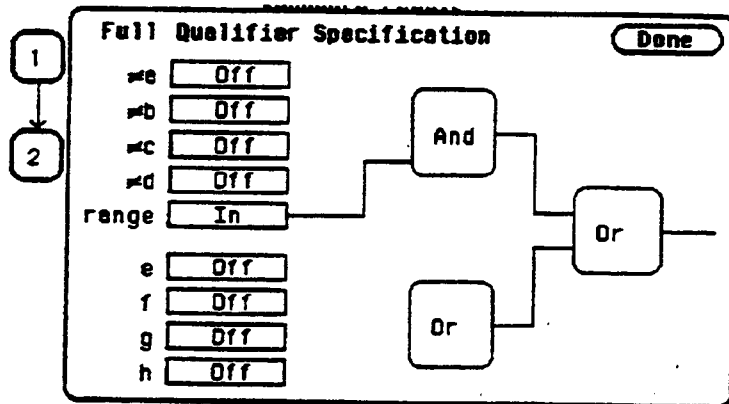 Full Qualifier Specification
Done
1
≠a Off
≠b Off
≠c Off
2
≠d Off
range In
And
Or
e Off
f Off
g Off
h Off
Or